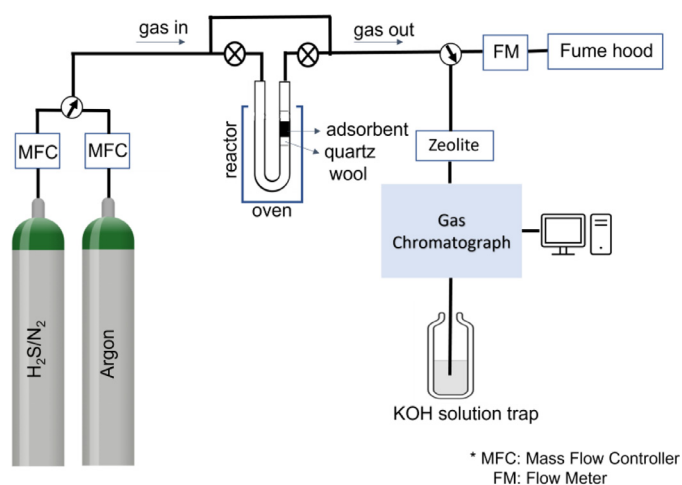 gas in
gas out
FM
Fume hood
MFC
MFC
reactor
adsorbent
quartz
wool
oven
Zeolite
Gas
Chromatograph
H₂S/N₂
Argon
KOH solution trap
* MFC: Mass Flow Controller
FM: Flow Meter